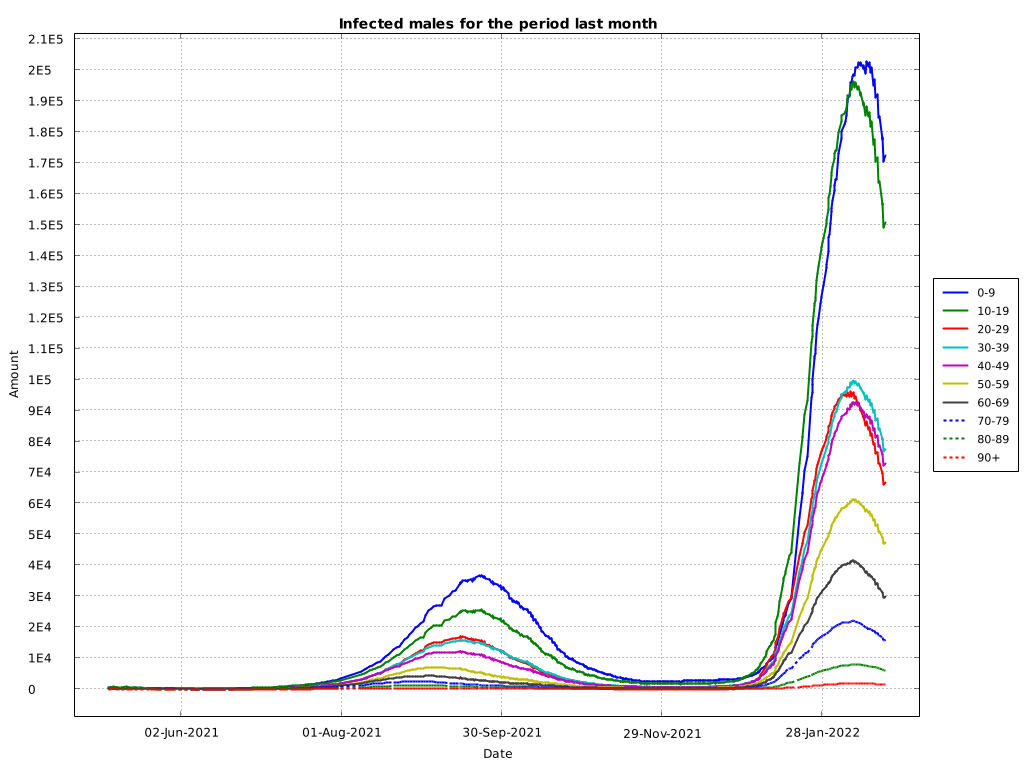 Infected males for the period last month
2.1E5
2E5
1.9E5
1.8E5
1.7E5
1.6E5
1.5E5
1.4E5
1.3E5
1.2E5
1.1E5
1E5
9E4
8E4
7E4
6E4
5E4
4E4
3E4
2E4
1E4
0
Amount
02-Jun-2021
01-Aug-2021
30-Sep-2021
29-Nov-2021
28-Jan-2022
Date
0-9
10-19
20-29
30-39
40-49
50-59
60-69
70-79
80-89
90+